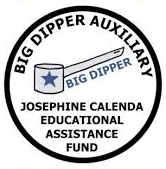 BIG DIPPER AUXILIARY
BIG DIPPER
JOSEPHINE CALENDA
EDUCATIONAL
ASSISTANCE
FUND